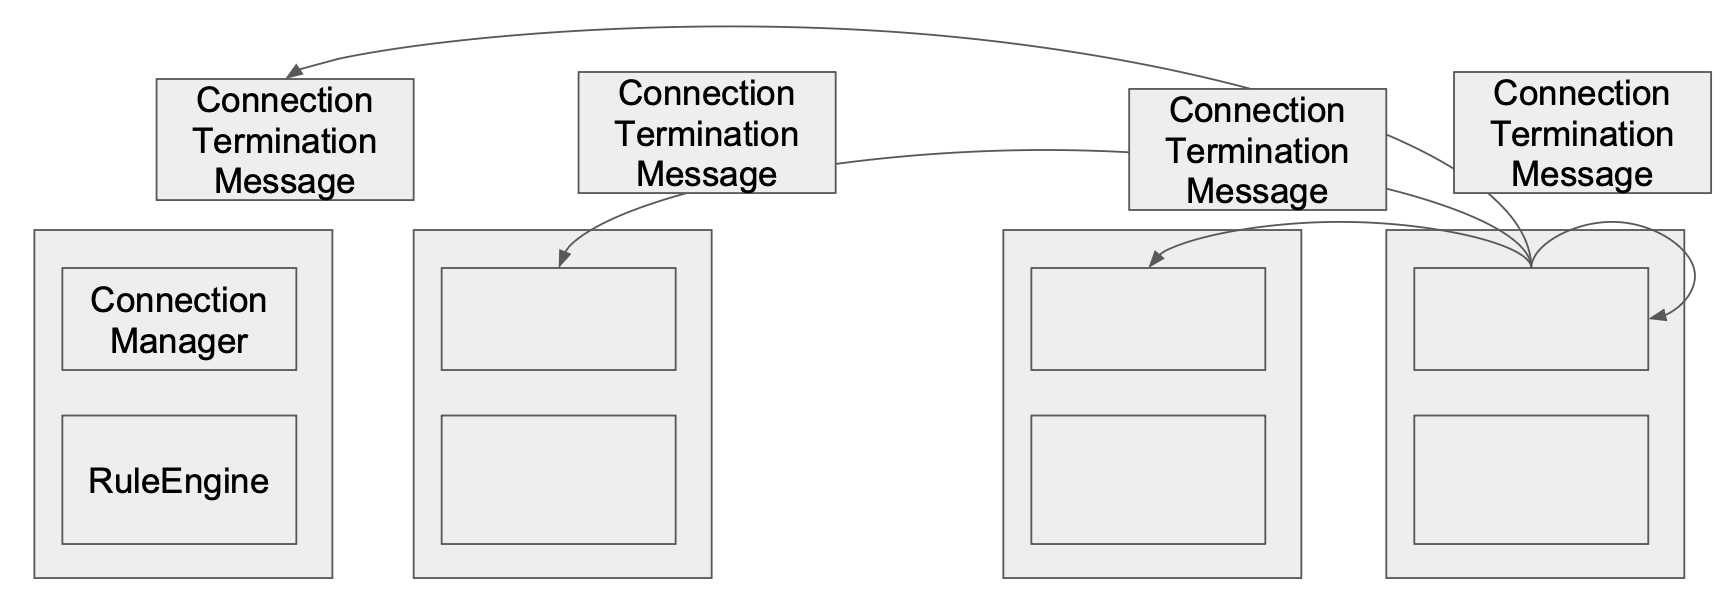 Connection
Termination
Message
Connection
Termination
Message
Connection
Termination
Message
Connection
Termination
Message
Connection
Manager
RuleEngine